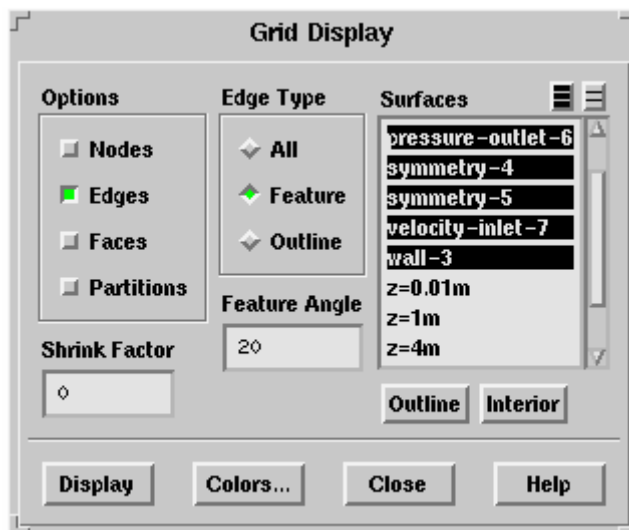 Grid Display
Options
Nodes
Edges
Faces
Partitions
Shrink Factor
0
Edge Type
All
Feature
Outline
Feature Angle
20
Surfaces
pressure-outlet-6
symmetry-4
symmetry-5
velocity-inlet-7
wall-3
z=0.01m
z=1m
z=4m
Outline Interior
Display Colors... Close Help